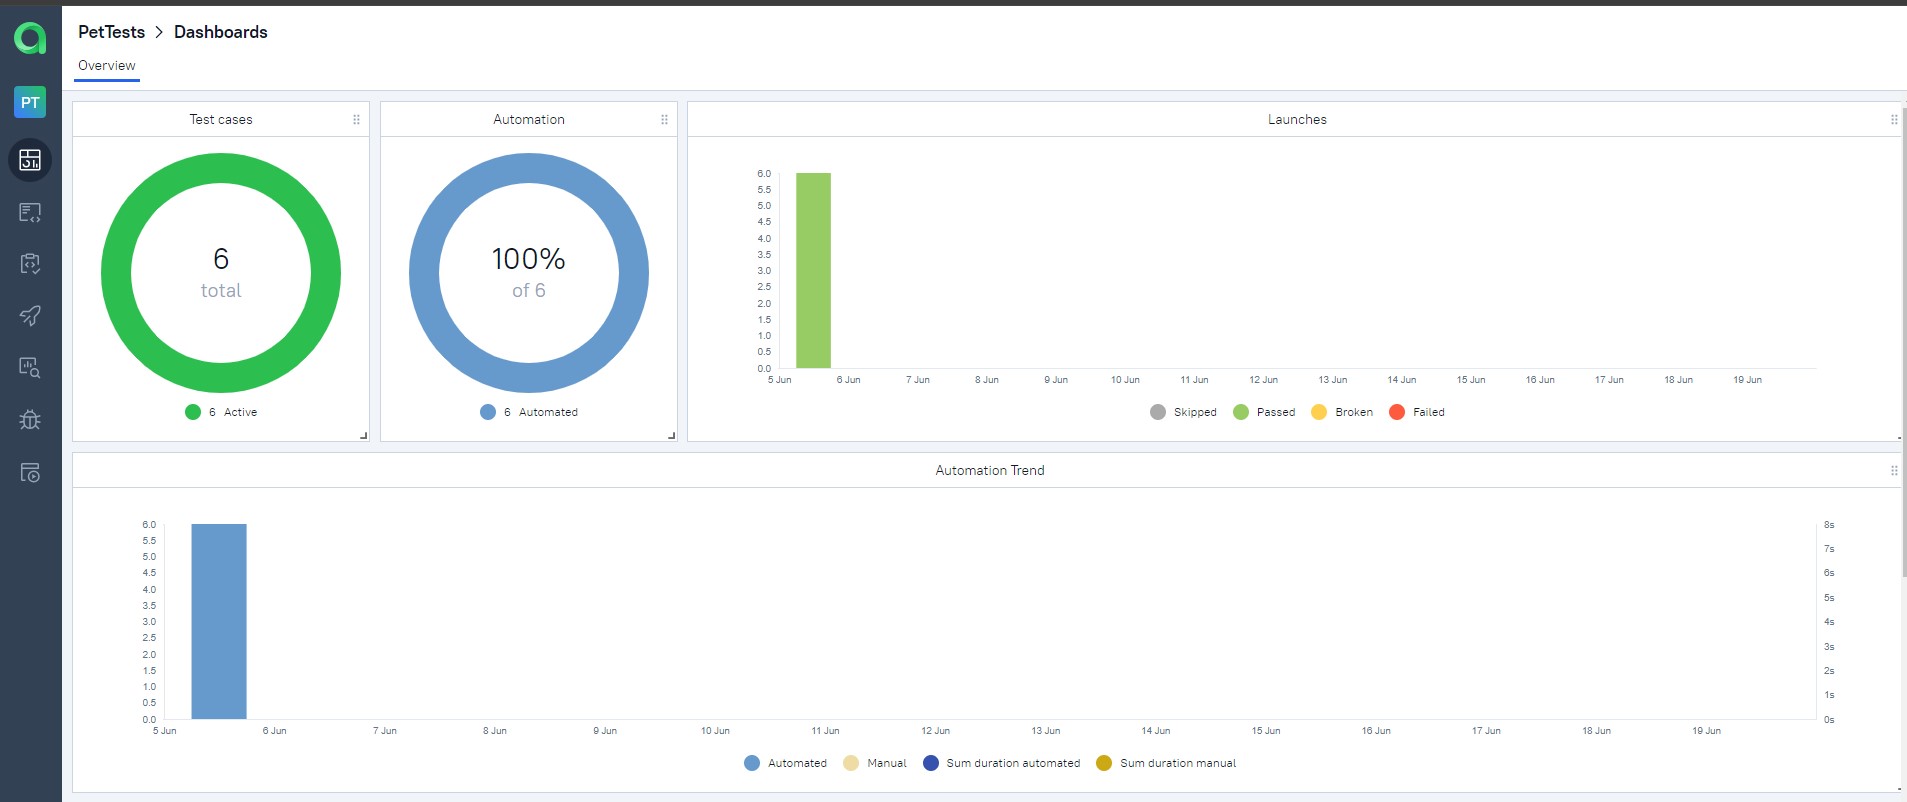 PetTests > Dashboards
Overview
PT
Test cases
6
total
6 Active
Automation
100%
of 6
6 Automated
Launches
6.0
5.5
5.0
4.5
4.0
3.5
3.0
2.5
2.0
1.5
1.0
0.5
0.0
5 Jun 6 Jun 7 Jun 8 Jun 9 Jun 10 Jun 11 Jun 12 Jun 13 Jun 14 Jun 15 Jun 16 Jun 17 Jun 18 Jun 19 Jun
Skipped Passed Broken Failed
Automation Trend
6.0
5.5
5.0
4.5
4.0
3.5
3.0
2.5
2.0
1.5
1.0
0.5
0.0
8s
7s
6s
5s
4s
3s
2s
1s
0s
5 Jun 6 Jun 7 Jun 8 Jun 9 Jun 10 Jun 11 Jun 12 Jun 13 Jun 14 Jun 15 Jun 16 Jun 17 Jun 18 Jun 19 Jun
Automated Manual Sum duration automated Sum duration manual